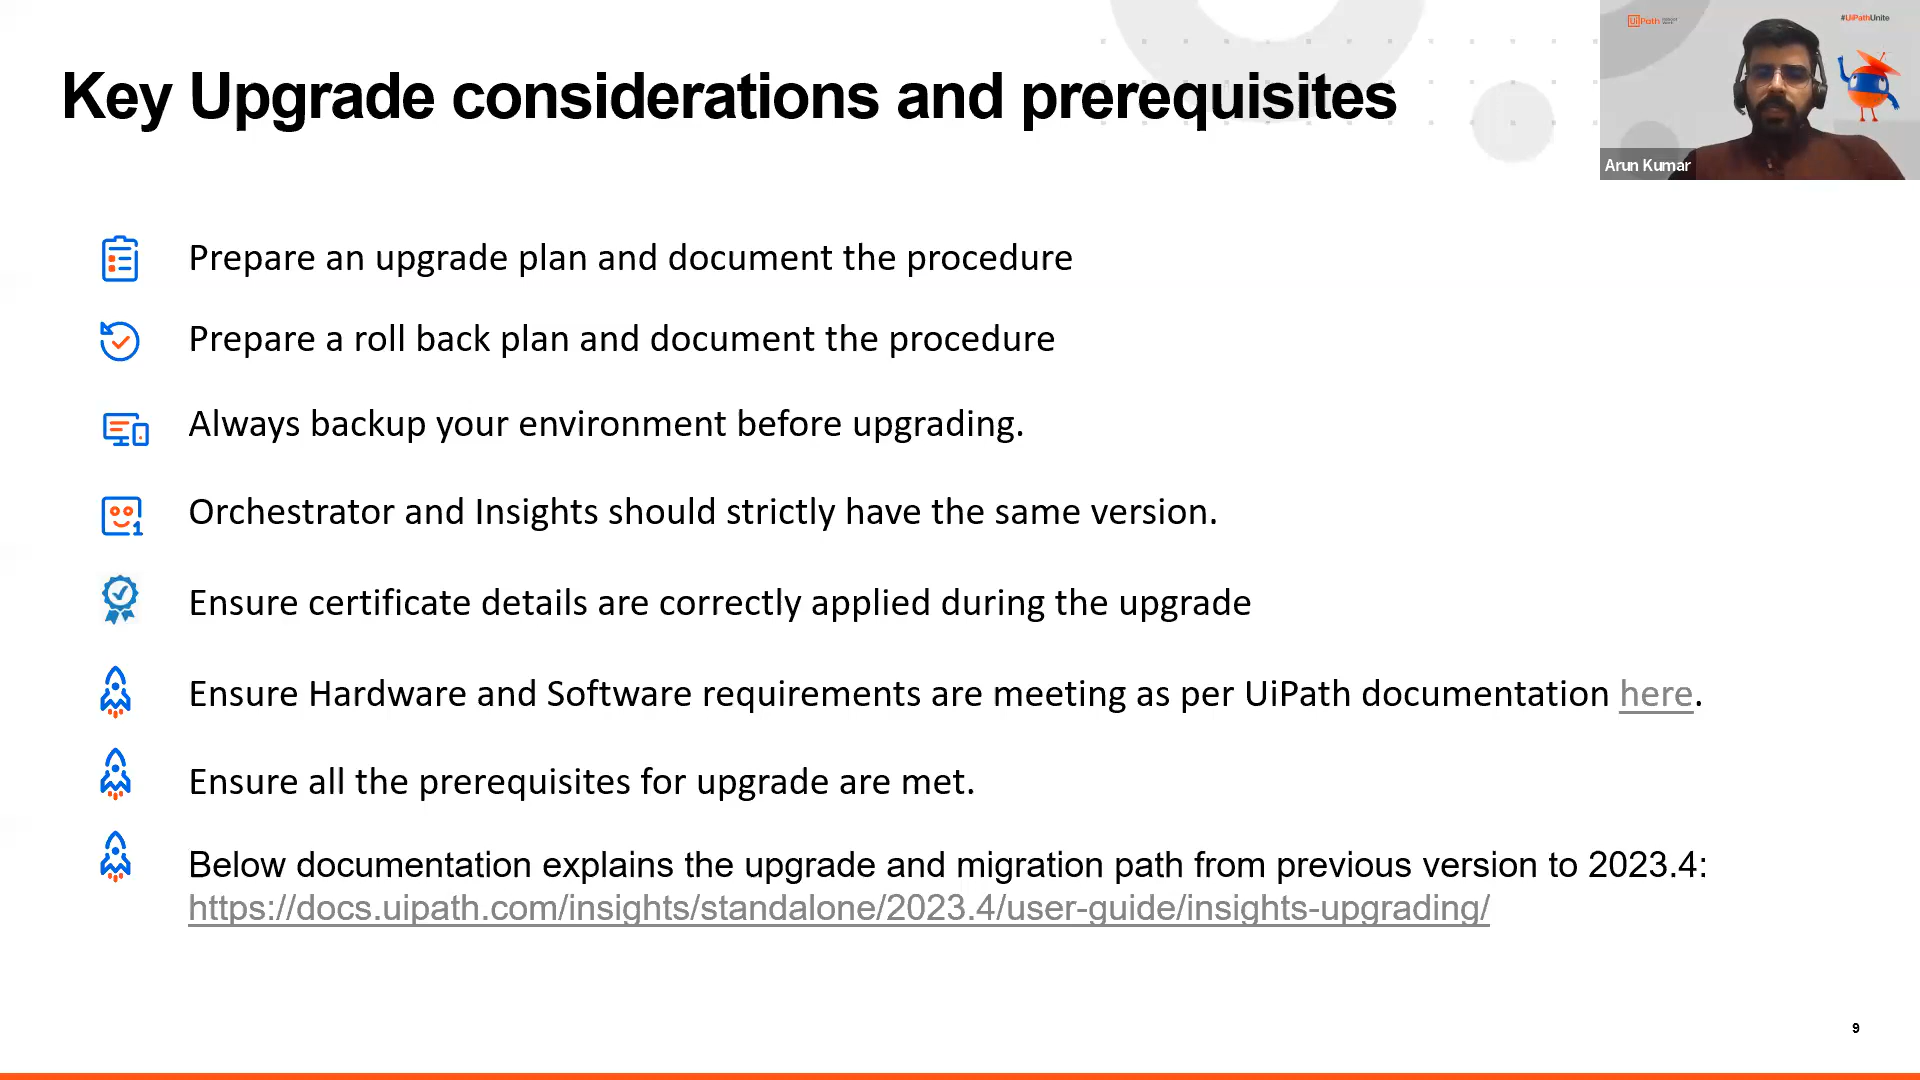 UiPath
#UiPathUnite
Key Upgrade considerations and prerequisites
Arun Kumar
Prepare an upgrade plan and document the procedure
Prepare a roll back plan and document the procedure
Always backup your environment before upgrading.
Orchestrator and Insights should strictly have the same version.
Ensure certificate details are correctly applied during the upgrade
Ensure Hardware and Software requirements are meeting as per UiPath documentation here.
Ensure all the prerequisites for upgrade are met.
Below documentation explains the upgrade and migration path from previous version to 2023.4:
https://docs.uipath.com/insights/standalone/2023.4/user-guide/insights-upgrading/
9